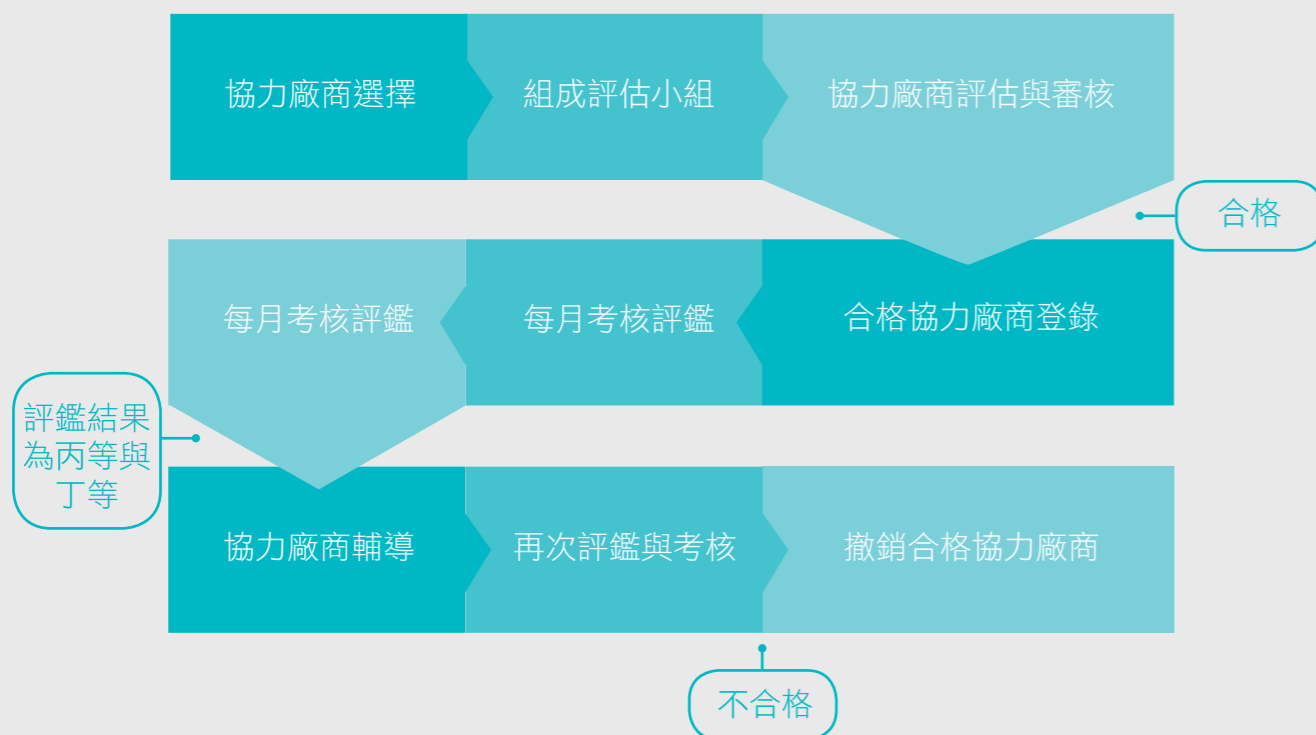 協力廠商選擇
組成評估小組
協力廠商評估與審核
合格
合格協力廠商登錄
每月考核評鑑
每月考核評鑑
評鑑結果
為丙等與
丁等
協力廠商輔導
再次評鑑與考核
撤銷合格協力廠商
不合格